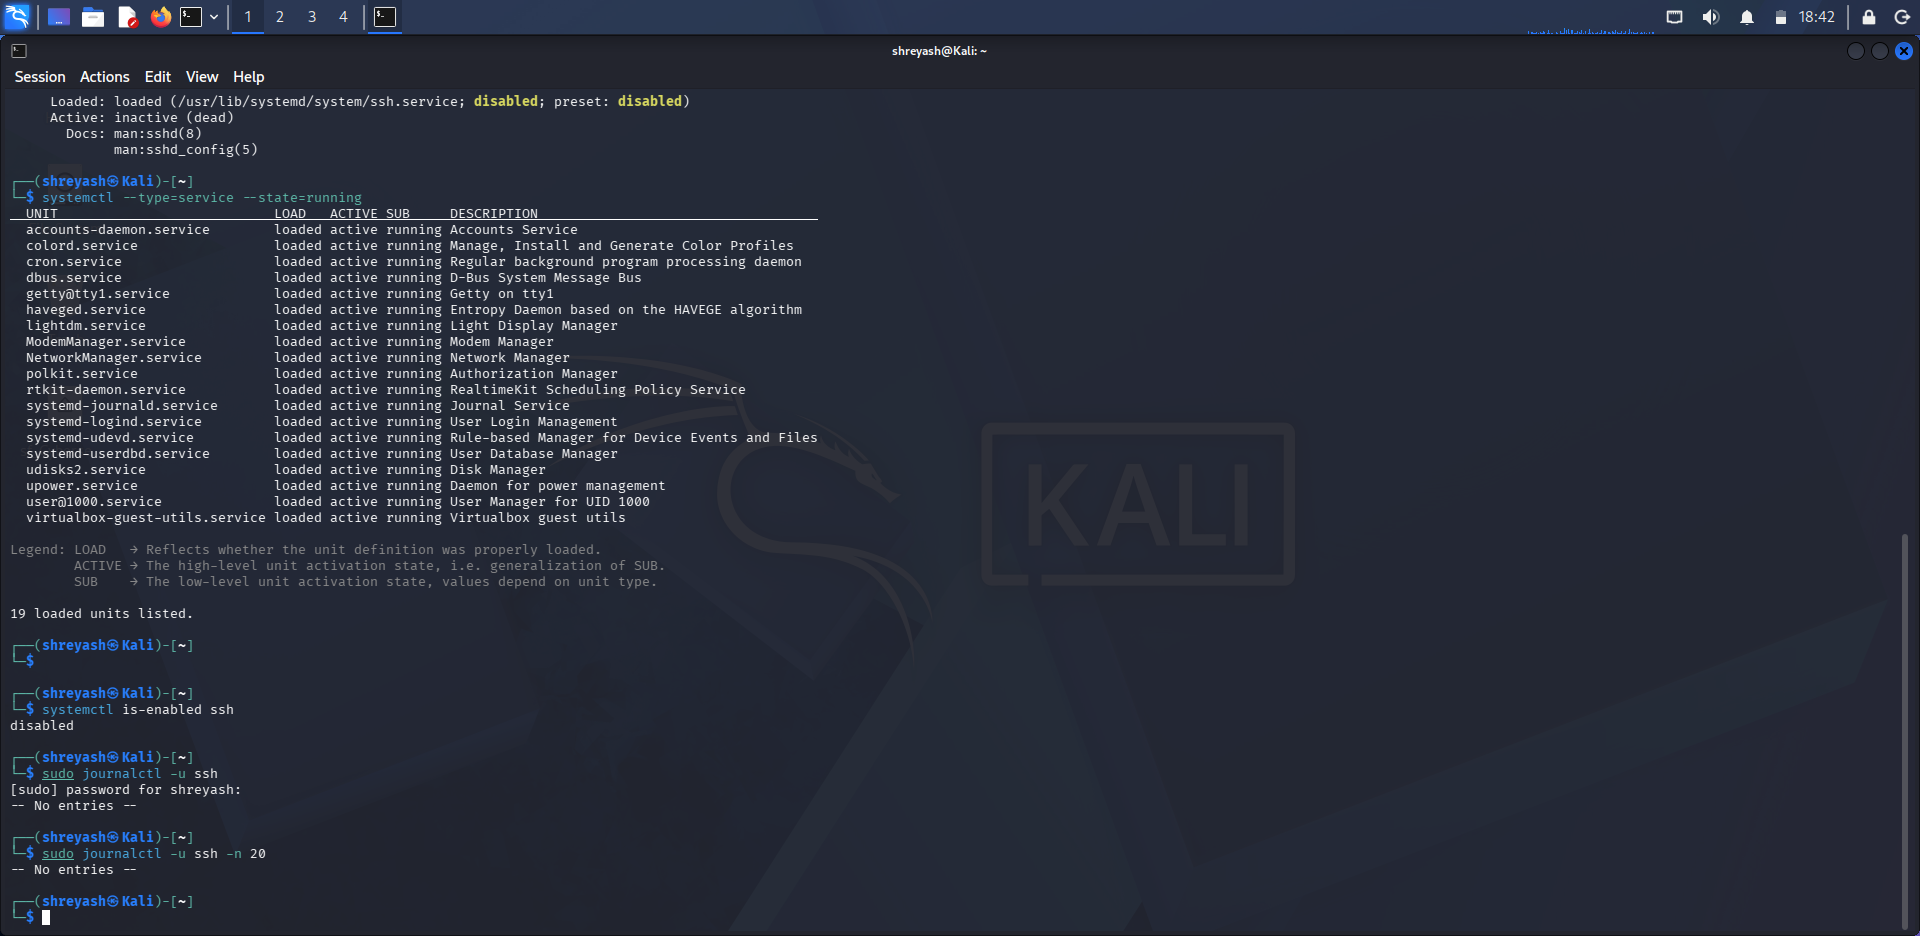 1 2 3 4
18:42
shreyash@Kali: ~
Session Actions Edit View Help
Loaded: loaded (/usr/lib/systemd/system/ssh.service; disabled; preset: disabled)
Active: inactive (dead)
Docs: man:sshd(8)
man:sshd_config(5)
┌──(shreyash㉿Kali)-[~]
└─$ systemctl --type=service --state=running
UNIT LOAD ACTIVE SUB DESCRIPTION
accounts-daemon.service loaded active running Accounts Service
colord.service loaded active running Manage, Install and Generate Color Profiles
cron.service loaded active running Regular background program processing daemon
dbus.service loaded active running D-Bus System Message Bus
getty@tty1.service loaded active running Getty on tty1
haveged.service loaded active running Entropy Daemon based on the HAVEGE algorithm
lightdm.service loaded active running Light Display Manager
ModemManager.service loaded active running Modem Manager
NetworkManager.service loaded active running Network Manager
polkit.service loaded active running Authorization Manager
rtkit-daemon.service loaded active running RealtimeKit Scheduling Policy Service
systemd-journald.service loaded active running Journal Service
systemd-logind.service loaded active running User Login Management
systemd-udevd.service loaded active running Rule-based Manager for Device Events and Files
systemd-userdbd.service loaded active running User Database Manager
udisks2.service loaded active running Disk Manager
upower.service loaded active running Daemon for power management
user@1000.service loaded active running User Manager for UID 1000
virtualbox-guest-utils.service loaded active running Virtualbox guest utils
Legend: LOAD → Reflects whether the unit definition was properly loaded.
ACTIVE → The high-level unit activation state, i.e. generalization of SUB.
SUB → The low-level unit activation state, values depend on unit type.
19 loaded units listed.
┌──(shreyash㉿Kali)-[~]
└─$
┌──(shreyash㉿Kali)-[~]
└─$ systemctl is-enabled ssh
disabled
┌──(shreyash㉿Kali)-[~]
└─$ sudo journalctl -u ssh
[sudo] password for shreyash:
-- No entries --
┌──(shreyash㉿Kali)-[~]
└─$ sudo journalctl -u ssh -n 20
-- No entries --
┌──(shreyash㉿Kali)-[~]
└─$
KALI